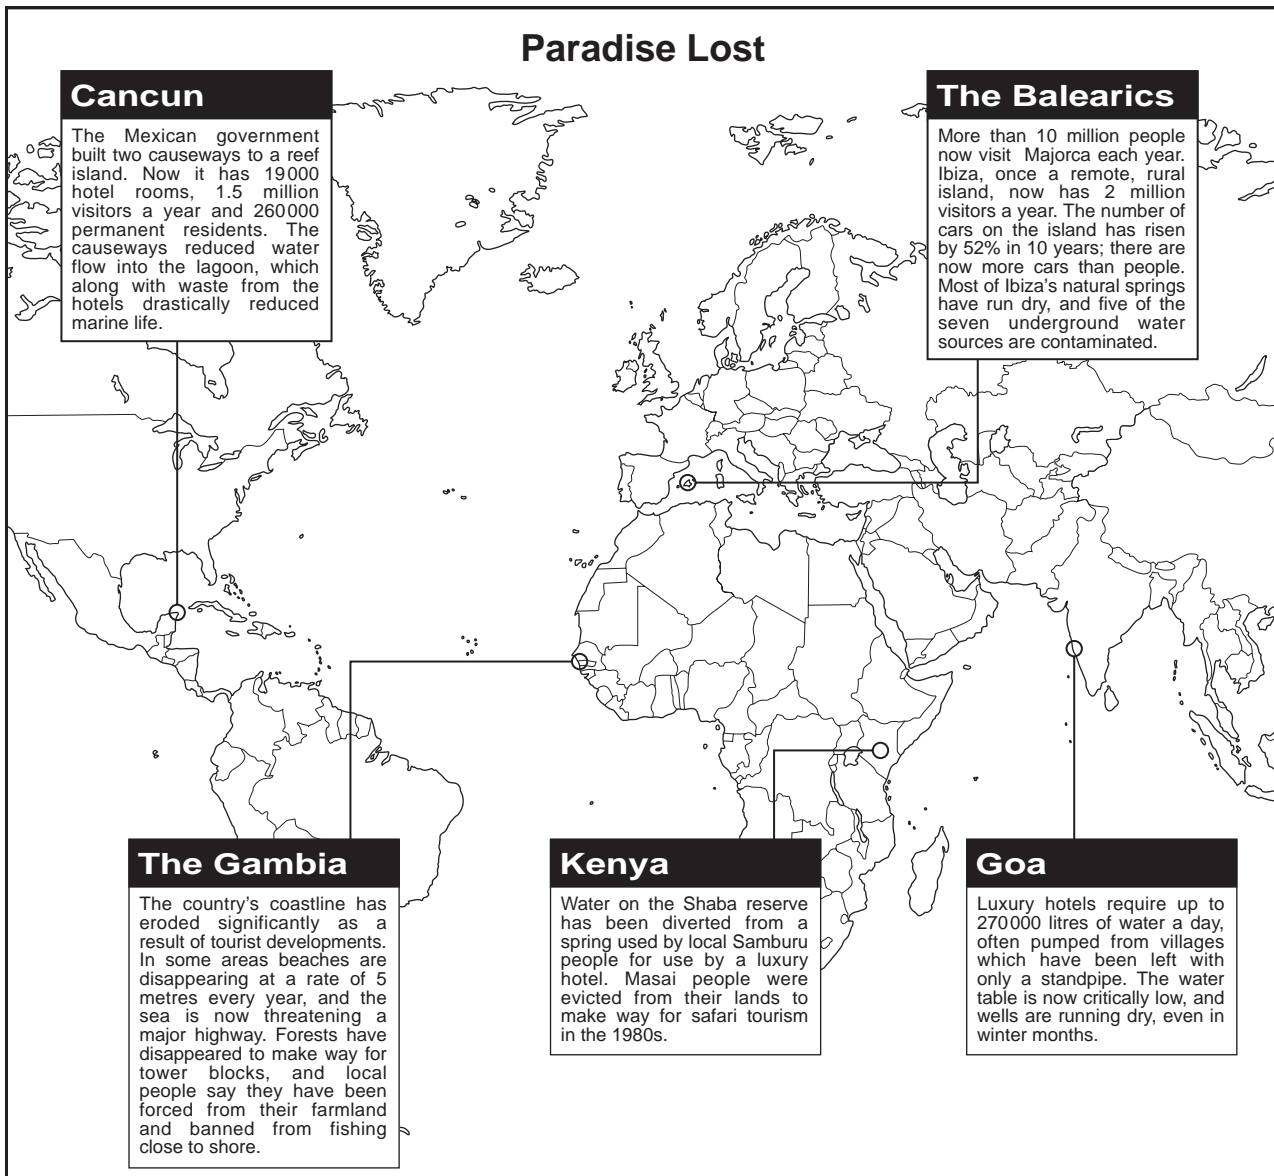 Paradise Lost
Cancun
The Mexican government
built two causeways to a reef
island. Now it has 19000
hotel rooms, 1.5 million
visitors a year and 260000
permanent residents. The
causeways reduced water
flow into the lagoon, which
along with waste from the
hotels drastically reduced
marine life.
The Balearics
More than 10 million people
now visit Majorca each year.
Ibiza, once a remote, rural
island, now has 2 million
visitors a year. The number of
cars on the island has risen
by 52% in 10 years; there are
now more cars than people.
Most of Ibiza's natural springs
have run dry, and five of the
seven underground water
sources are contaminated.
The Gambia
The country's coastline has
eroded significantly as a
result of tourist developments.
In some areas beaches are
disappearing at a rate of 5
metres every year, and the
sea is now threatening a
major highway. Forests have
disappeared to make way for
tower blocks, and local
people say they have been
forced from their farmland
and banned from fishing
close to shore.
Kenya
Water on the Shaba reserve
has been diverted from a
spring used by local Samburu
people for use by a luxury
hotel. Masai people were
evicted from their lands to
make way for safari tourism
in the 1980s.
Goa
Luxury hotels require up to
270000 litres of water a day,
often pumped from villages
which have been left with
only a standpipe. The water
table is now critically low, and
wells are running dry, even in
winter months.